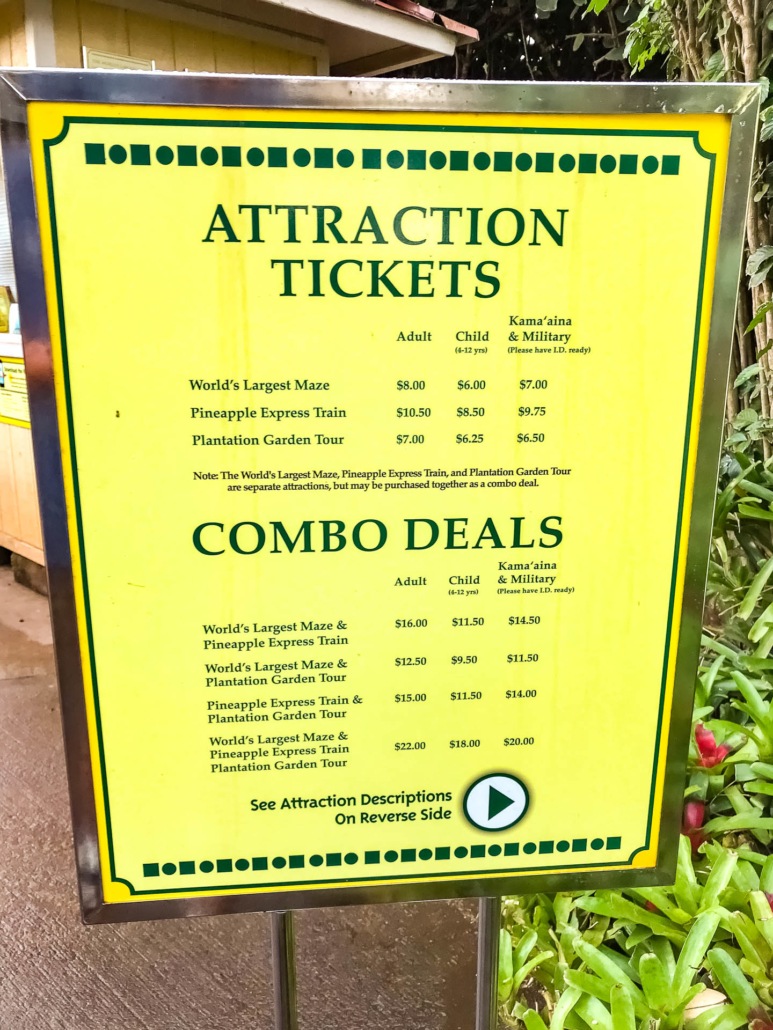 ATTRACTION
TICKETS
Adult Child Kama'aina & Military
(4-12 yrs) (Please have I.D. ready)
World's Largest Maze $8.00 $6.00 $7.00
Pineapple Express Train $10.50 $8.50 $9.75
Plantation Garden Tour $7.00 $6.25 $6.50
Note: The World's Largest Maze, Pineapple Express Train, and Plantation Garden Tour
are separate attractions, but may be purchased together as a combo deal.
COMBO DEALS
Adult Child Kama'aina & Military
(4-12 yrs) (Please have I.D. ready)
World's Largest Maze & $16.00 $11.50 $14.50
Pineapple Express Train
World's Largest Maze & $12.50 $9.50 $11.50
Plantation Garden Tour
Pineapple Express Train & $15.00 $11.50 $14.00
Plantation Garden Tour
World's Largest Maze &
Pineapple Express Train $22.00 $18.00 $20.00
Plantation Garden Tour
See Attraction Descriptions
On Reverse Side